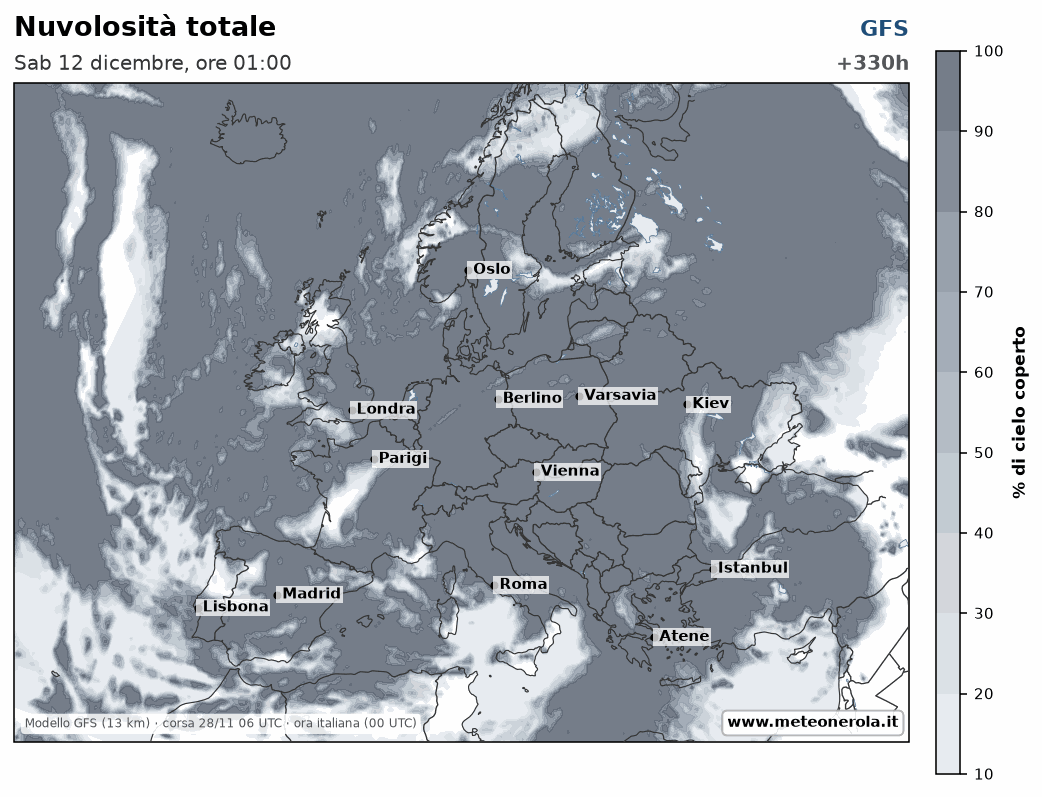 Nuvolosità totale
GFS
Sab 12 dicembre, ore 01:00
+330h
100
90
80
70
60
50
40
30
20
10
% di cielo coperto
Oslo
Berlino
Varsavia
Kiev
Londra
Parigi
Vienna
Istanbul
Roma
Madrid
Lisbona
Atene
Modello GFS (13 km) · corsa 28/11 06 UTC · ora italiana (00 UTC)
www.meteonerola.it